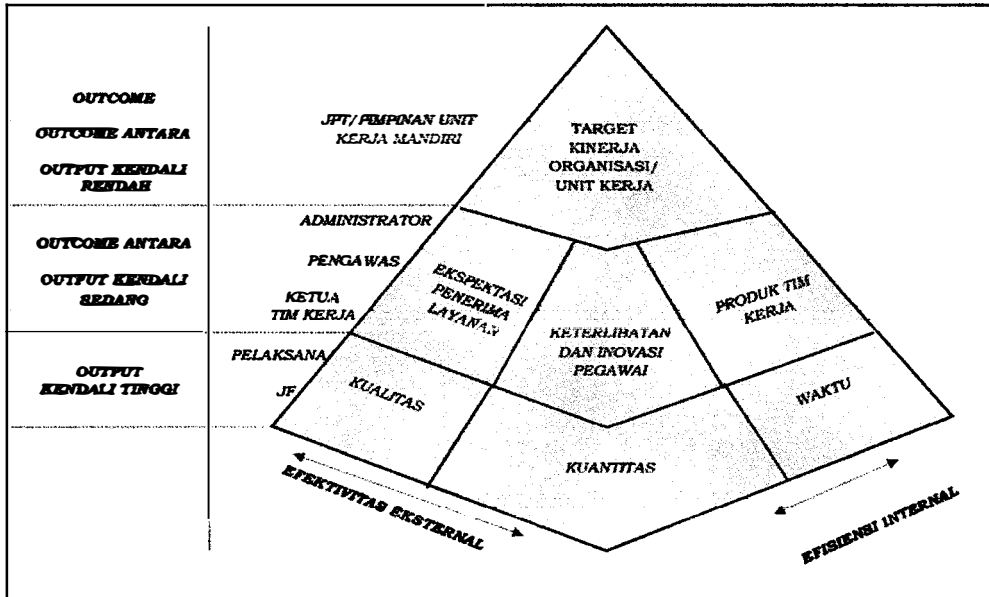 OUTCOME
OUTCOME ANTARA
OUTPUT KENDALI
RENDAH
JPT/PIMPINAN UNIT
KERJA MANDIRI
TARGET
KINERJA
ORGANISASI/
UNIT KERJA
OUTCOME ANTARA
OUTPUT KENDALI
SEDANG
ADMINISTRATOR
PENGAWAS
KETUA
TIM KERJA
EKSPEKTASI
PENERIMA
LAYANAN
KETERLIBATAN
DAN INOVASI
PEGAWAI
PRODUK TIM
KERJA
OUTPUT
KENDALI TINGGI
PELAKSANA
JF
KUALITAS
KUANTITAS
WAKTU
EFEKTIVITAS EKSTERNAL
EFISIENSI INTERNAL